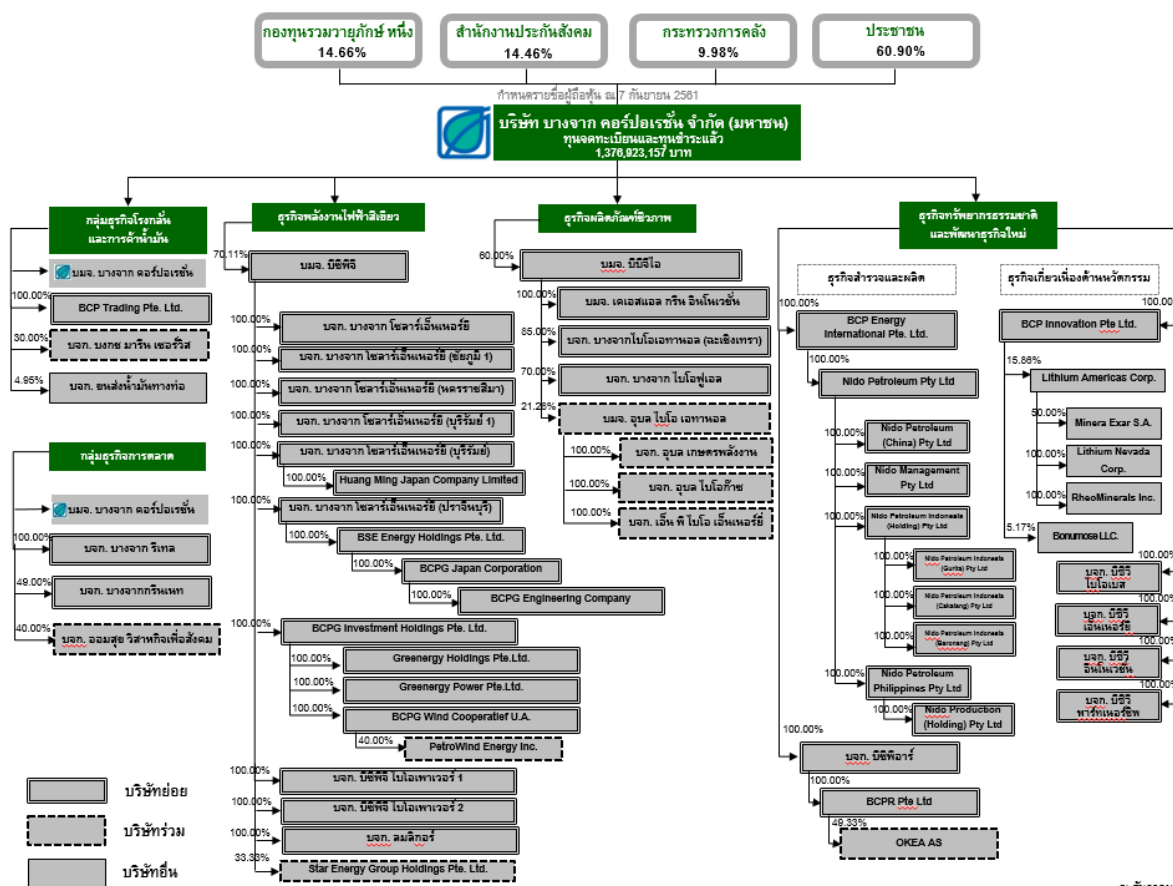 กองทุนรวมวายุภักษ์ หนึ่ง
14.66%
สำนักงานประกันสังคม
14.46%
กระทรวงการคลัง
9.98%
ประชาชน
60.90%
กำหนดรายชื่อผู้ถือหุ้น ณ 7 กันยายน 2561
บริษัท บางจาก คอร์ปอเรชั่น จำกัด (มหาชน)
ทุนจดทะเบียนและทุนชำระแล้ว
1,376,923,157 บาท
กลุ่มธุรกิจโรงกลั่น
และการค้าน้ำมัน
บมจ. บางจาก คอร์ปอเรชั่น
100.00%
BCP Trading Pte. Ltd.
30.00%
บจก. บงกช มารีน เซอร์วิส
4.95%
บจก. ขนส่งน้ำมันทางท่อ
กลุ่มธุรกิจการตลาด
บมจ. บางจาก คอร์ปอเรชั่น
100.00%
บจก. บางจาก รีเทล
49.00%
บจก. บางจากกรีนเนท
40.00%
บจก. ออมสุข วิสาหกิจเพื่อสังคม
บริษัทย่อย
บริษัทร่วม
บริษัทอื่น
ธุรกิจพลังงานไฟฟ้าสีเขียว
70.11%
บมจ. บีซีพีจี
100.00%
บจก. บางจาก โซลาร์เอ็นเนอร์ยี
100.00%
บจก. บางจาก โซลาร์เอ็นเนอร์ยี (ชัยภูมิ 1)
100.00%
บจก. บางจาก โซลาร์เอ็นเนอร์ยี (นครราชสีมา)
100.00%
บจก. บางจาก โซลาร์เอ็นเนอร์ยี (บุรีรัมย์ 1)
100.00%
บจก. บางจาก โซลาร์เอ็นเนอร์ยี (บุรีรัมย์)
100.00%
Huang Ming Japan Company Limited
100.00%
บจก. บางจาก โซลาร์เอ็นเนอร์ยี (ปราจีนบุรี)
100.00%
BSE Energy Holdings Pte. Ltd.
100.00%
BCPG Japan Corporation
100.00%
BCPG Engineering Company
100.00%
BCPG Investment Holdings Pte. Ltd.
100.00%
Greenergy Holdings Pte.Ltd.
100.00%
Greenergy Power Pte.Ltd.
100.00%
BCPG Wind Cooperatief U.A.
40.00%
PetroWind Energy Inc.
100.00%
บจก. บีซีพีจี ไบโอเพาเวอร์ 1
100.00%
บจก. บีซีพีจี ไบโอเพาเวอร์ 2
100.00%
บจก. ลมลิกอร์
33.33%
Star Energy Group Holdings Pte. Ltd.
ธุรกิจผลิตภัณฑ์ชีวภาพ
60.00%
บมจ. บีบีจีไอ
100.00%
บมจ. เคเอสแอล กรีน อินโนเวชั่น
85.00%
บจก. บางจากไบโอเอทานอล (ฉะเชิงเทรา)
70.00%
บจก. บางจาก ไบโอฟูเอล
21.28%
บมจ. อุบล ไบโอ เอทานอล
100.00%
บจก. อุบล เกษตรพลังงาน
100.00%
บจก. อุบล ไบโอก๊าซ
100.00%
บจก. เอ็น พี ไบโอ เอ็นเนอร์ยี่
ธุรกิจทรัพยากรธรรมชาติ
และพัฒนาธุรกิจใหม่
ธุรกิจสำรวจและผลิต
100.00%
BCP Energy
International Pte. Ltd.
100.00%
Nido Petroleum Pty Ltd
100.00%
Nido Petroleum
(China) Pty Ltd
100.00%
Nido Management
Pty Ltd
100.00%
Nido Petroleum Indonesia
(Holding) Pty Ltd
100.00%
Nido Petroleum Indonesia
(Gurita) Pty Ltd
100.00%
Nido Petroleum Indonesia
(Cakalang) Pty Ltd
100.00%
Nido Petroleum Indonesia
(Baronang) Pty Ltd
100.00%
Nido Petroleum
Philippines Pty Ltd
100.00%
Nido Production
(Holding) Pty Ltd
100.00%
บจก. บีซีพีอาร์
100.00%
BCPR Pte Ltd
49.33%
OKEA AS
ธุรกิจเกี่ยวเนื่องด้านนวัตกรรม
BCP Innovation Pte Ltd.
15.86%
Lithium Americas Corp.
50.00%
Minera Exar S.A.
100.00%
Lithium Nevada
Corp.
100.00%
RheoMinerals Inc.
5.17%
Bonumose LLC.
100.00%
บจก. บีซีวี
ไบโอเบส
100.00%
บจก. บีซีวี
เอ็นเนอร์ยี
100.00%
บจก. บีซีวี
อินโนเวชั่น
100.00%
บจก. บีซีวี
พาร์ทเนอร์ชิพ